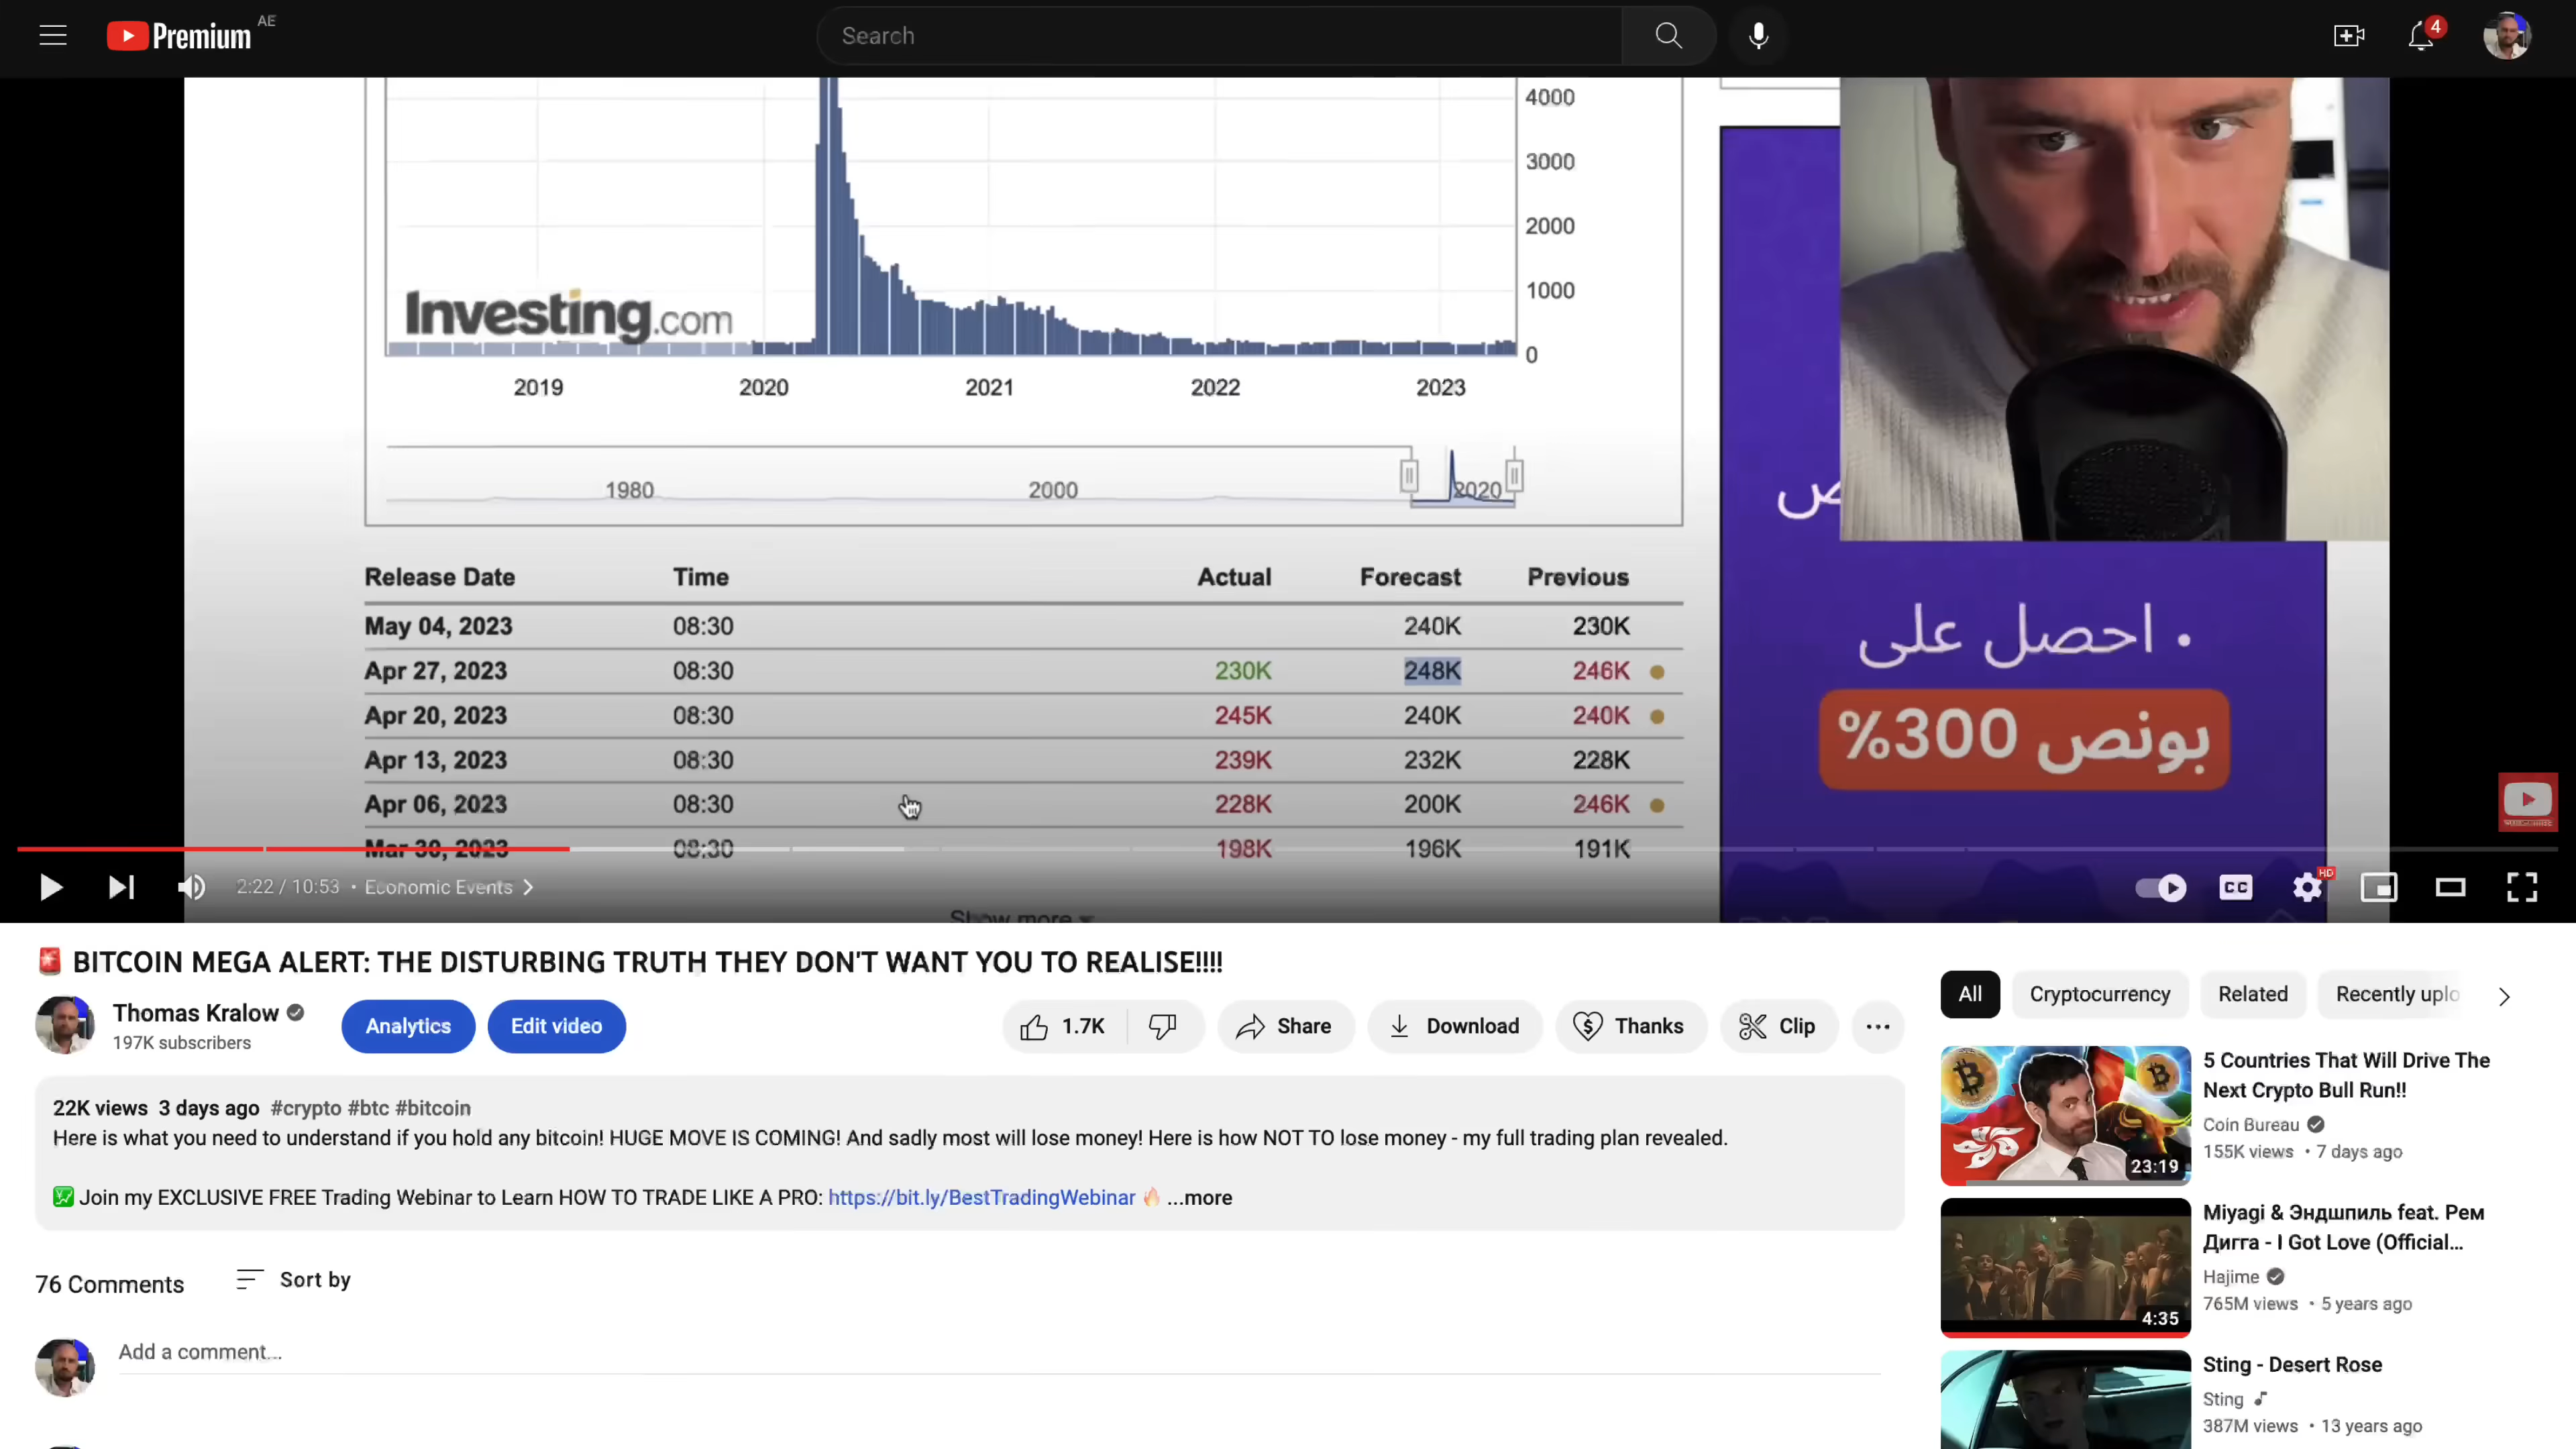 Premium AE
Search
4
4000
3000
2000
1000
0
Investing.com
2019 2020 2021 2022 2023
1980 2000 2020
Release Date Time Actual Forecast Previous
May 04, 2023 08:30 240K 230K
Apr 27, 2023 08:30 230K 248K 246K
Apr 20, 2023 08:30 245K 240K 240K
Apr 13, 2023 08:30 239K 232K 228K
Apr 06, 2023 08:30 228K 200K 246K
Mar 30, 2023 08:30 198K 196K 191K
Show more
• احصل على
بونص 300%
2:22 / 10:53 • Economic Events
CC
HD
🚨 BITCOIN MEGA ALERT: THE DISTURBING TRUTH THEY DON'T WANT YOU TO REALISE!!!!
Thomas Kralow
197K subscribers
Analytics
Edit video
1.7K
Share
Download
Thanks
Clip
22K views 3 days ago #crypto #btc #bitcoin
Here is what you need to understand if you hold any bitcoin! HUGE MOVE IS COMING! And sadly most will lose money! Here is how NOT TO lose money - my full trading plan revealed.
💹 Join my EXCLUSIVE FREE Trading Webinar to Learn HOW TO TRADE LIKE A PRO: https://bit.ly/BestTradingWebinar 🔥 ...more
76 Comments
Sort by
Add a comment...
All
Cryptocurrency
Related
Recently uplo
23:19
5 Countries That Will Drive The
Next Crypto Bull Run!!
Coin Bureau
155K views • 7 days ago
4:35
Miyagi & Эндшпиль feat. Рем
Дигга - I Got Love (Official...
Hajime
765M views • 5 years ago
Sting - Desert Rose
Sting
387M views • 13 years ago